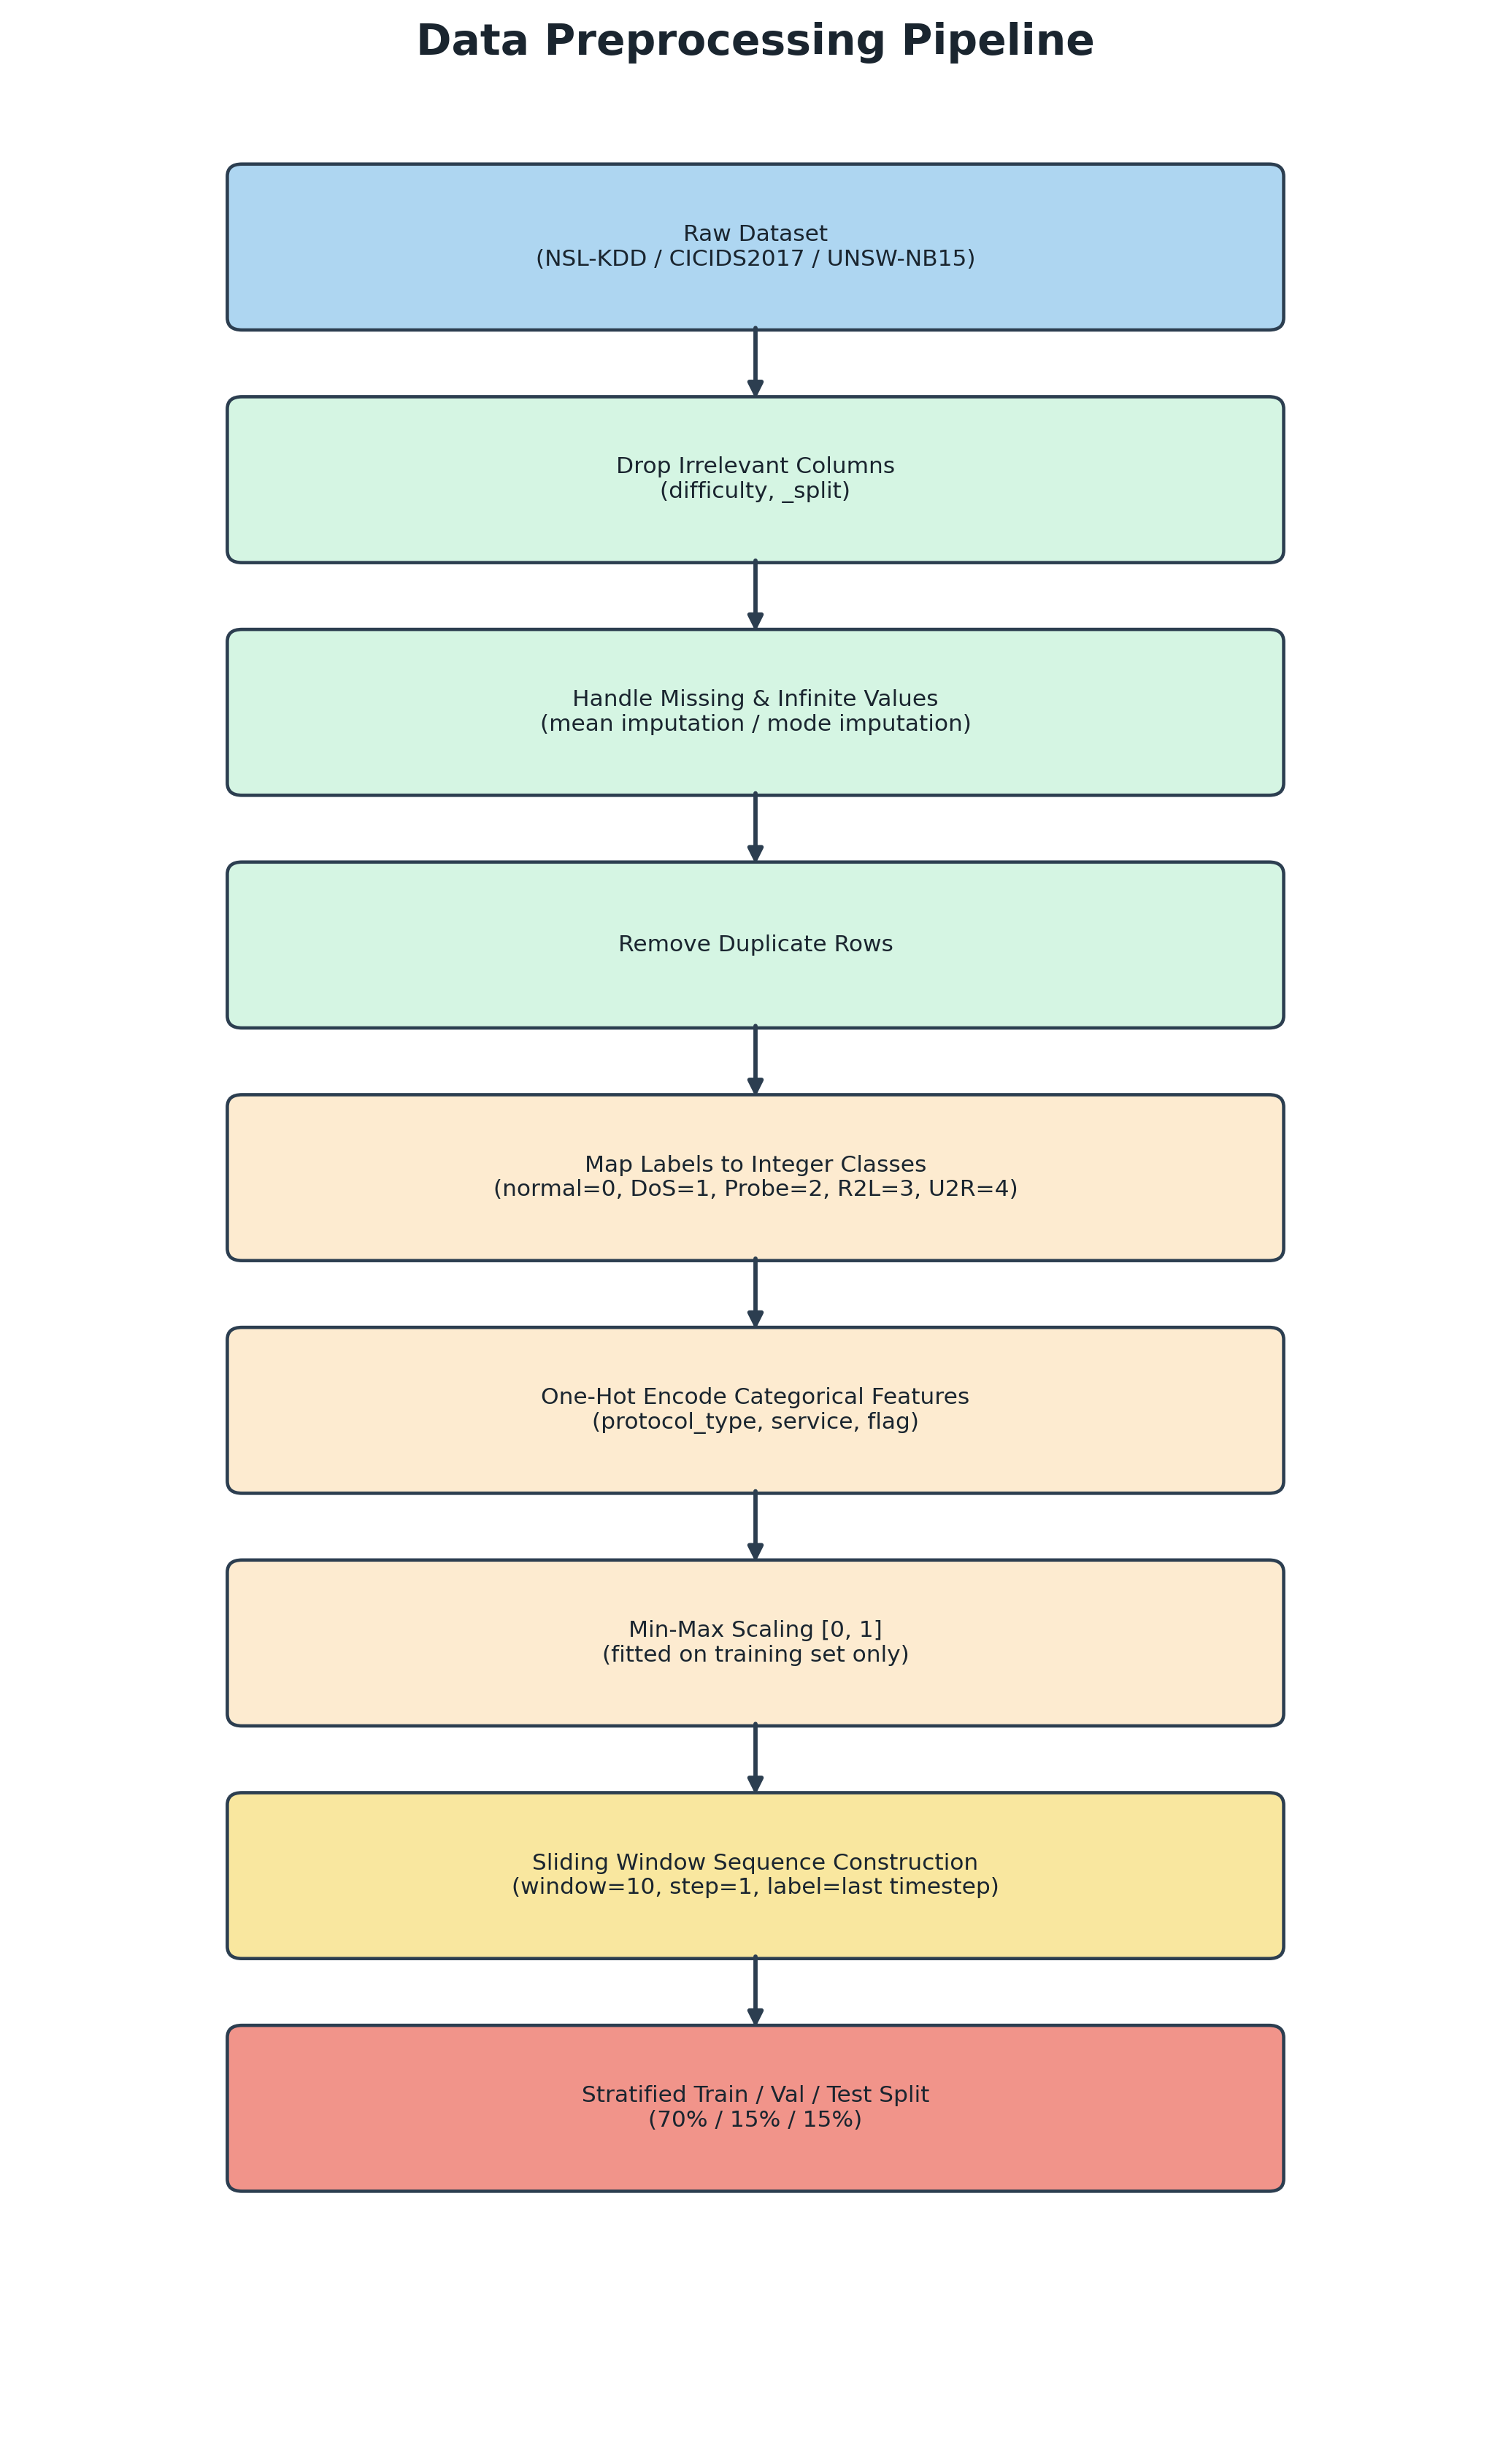 Data Preprocessing Pipeline
Raw Dataset
(NSL-KDD / CICIDS2017 / UNSW-NB15)
Drop Irrelevant Columns
(difficulty, _split)
Handle Missing & Infinite Values
(mean imputation / mode imputation)
Remove Duplicate Rows
Map Labels to Integer Classes
(normal=0, DoS=1, Probe=2, R2L=3, U2R=4)
One-Hot Encode Categorical Features
(protocol_type, service, flag)
Min-Max Scaling [0, 1]
(fitted on training set only)
Sliding Window Sequence Construction
(window=10, step=1, label=last timestep)
Stratified Train / Val / Test Split
(70% / 15% / 15%)